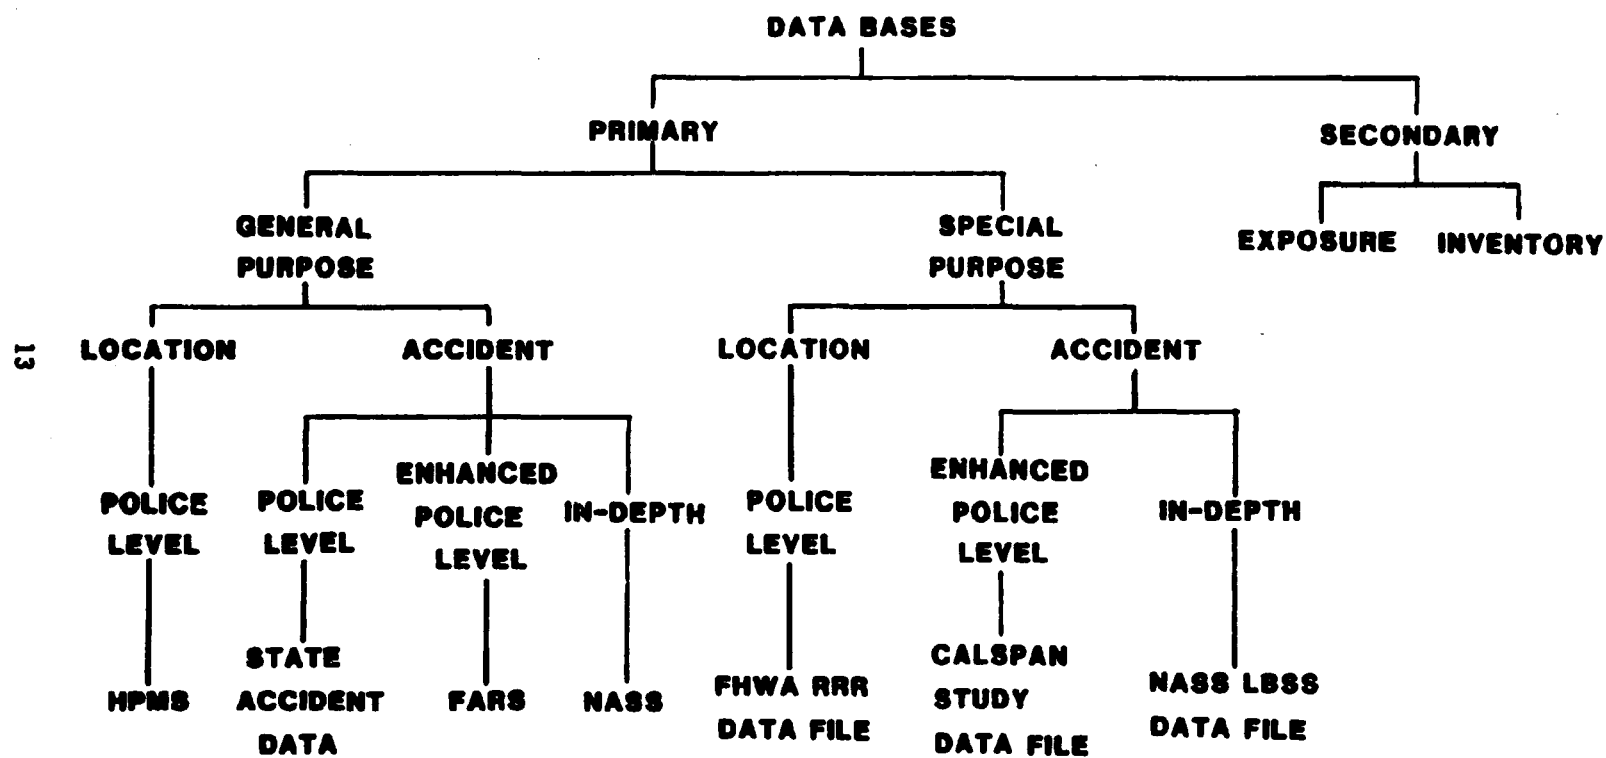 DATA BASES
PRIMARY
SECONDARY
GENERAL
PURPOSE
SPECIAL
PURPOSE
EXPOSURE
INVENTORY
LOCATION
ACCIDENT
LOCATION
ACCIDENT
POLICE
LEVEL
POLICE
LEVEL
ENHANCED
POLICE
LEVEL
IN-DEPTH
POLICE
LEVEL
ENHANCED
POLICE
LEVEL
IN-DEPTH
HPMS
STATE
ACCIDENT
DATA
FARS
NASS
FHWA RRR
DATA FILE
CALSPAN
STUDY
DATA FILE
NASS LBSS
DATA FILE
13